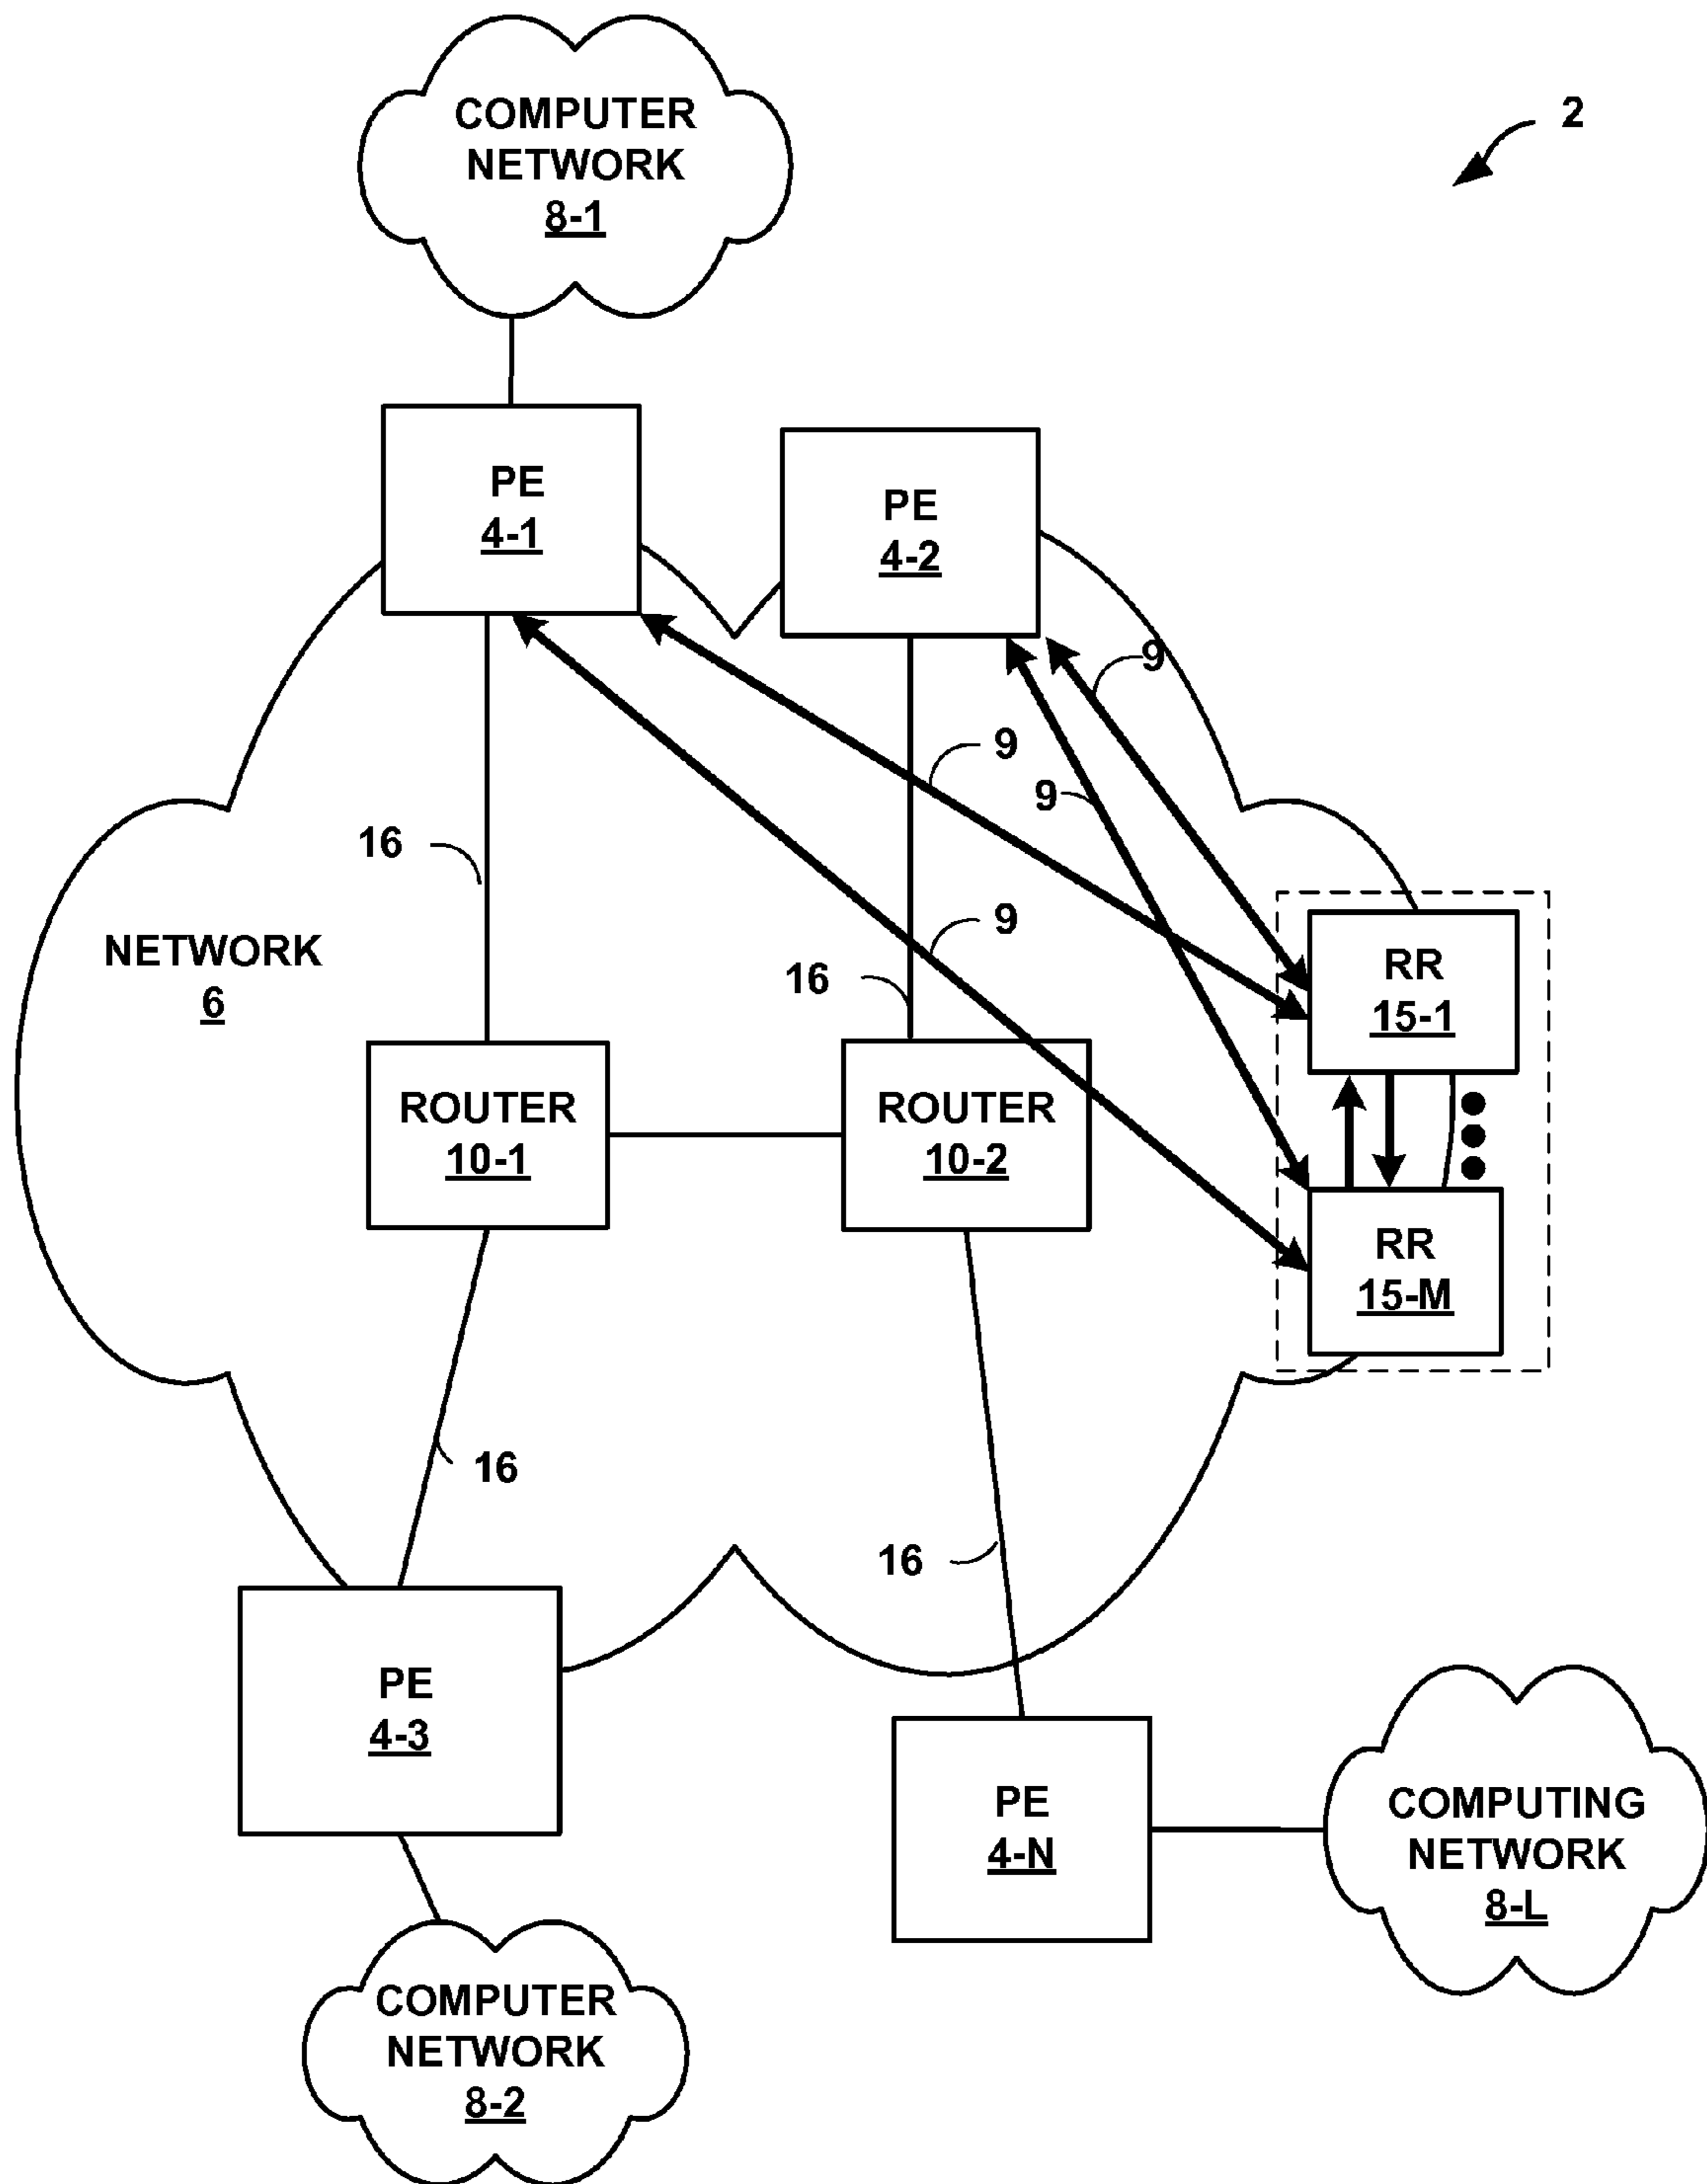 COMPUTER
NETWORK
8-1
2
PE
4-1
PE
4-2
9
9
9
16
9
NETWORK
6
16
RR
15-1
ROUTER
10-1
ROUTER
10-2
RR
15-M
16
16
PE
4-3
PE
4-N
COMPUTING
NETWORK
8-L
COMPUTER
NETWORK
8-2